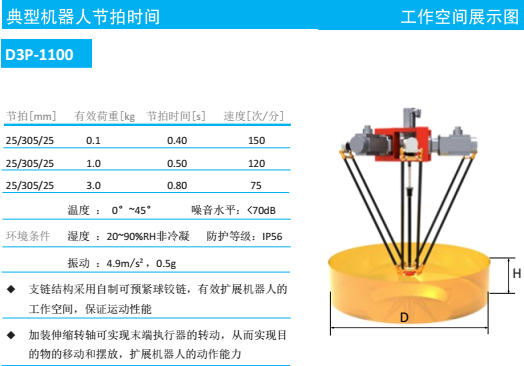 典型机器人节拍时间
工作空间展示图
D3P-1100
节拍[mm] 有效荷重[kg 节拍时间[s] 速度[次/分]
25/305/25 0.1 0.40 150
25/305/25 1.0 0.50 120
25/305/25 3.0 0.80 75
温度 : 0° ~45° 噪音水平: <70dB
环境条件 湿度 : 20~90%RH非冷凝 防护等级: IP56
振动 : 4.9m/s² , 0.5g
◆ 支链结构采用自制可预紧球铰链，有效扩展机器人的
工作空间，保证运动性能
◆ 加装伸缩转轴可实现末端执行器的转动，从而实现目
的物的移动和摆放，扩展机器人的动作能力
H
D